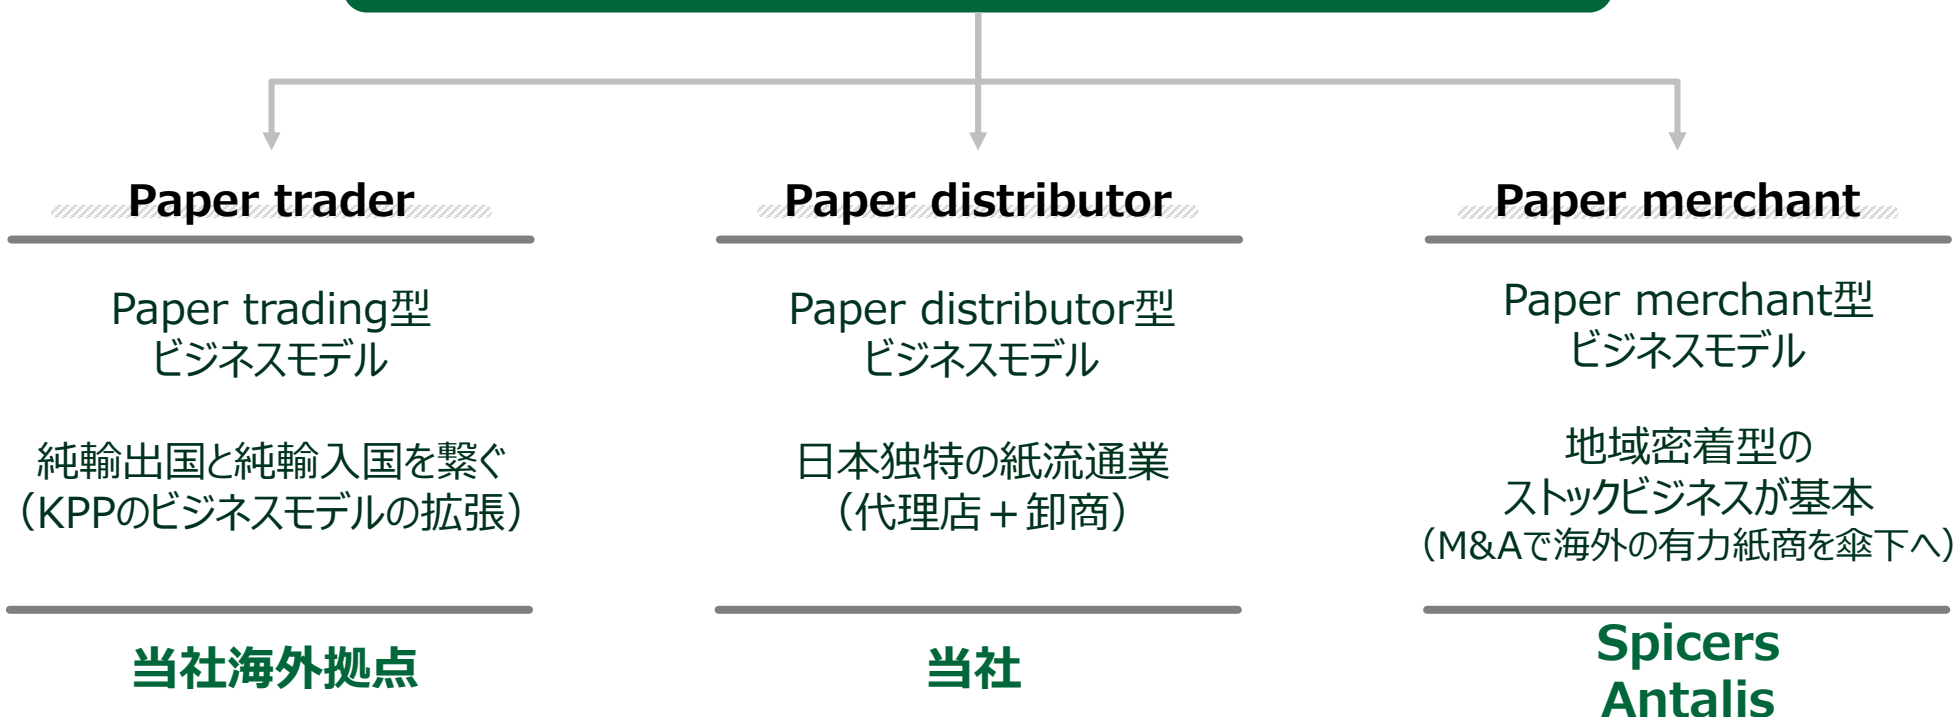 Paper trader
Paper trading型
ビジネスモデル
純輸出国と純輸入国を繋ぐ
（KPPのビジネスモデルの拡張）
当社海外拠点
Paper distributor
Paper distributor型
ビジネスモデル
日本独特の紙流通業
（代理店＋卸商）
当社
Paper merchant
Paper merchant型
ビジネスモデル
地域密着型の
ストックビジネスが基本
（M&Aで海外の有力紙商を傘下へ）
Spicers
Antalis